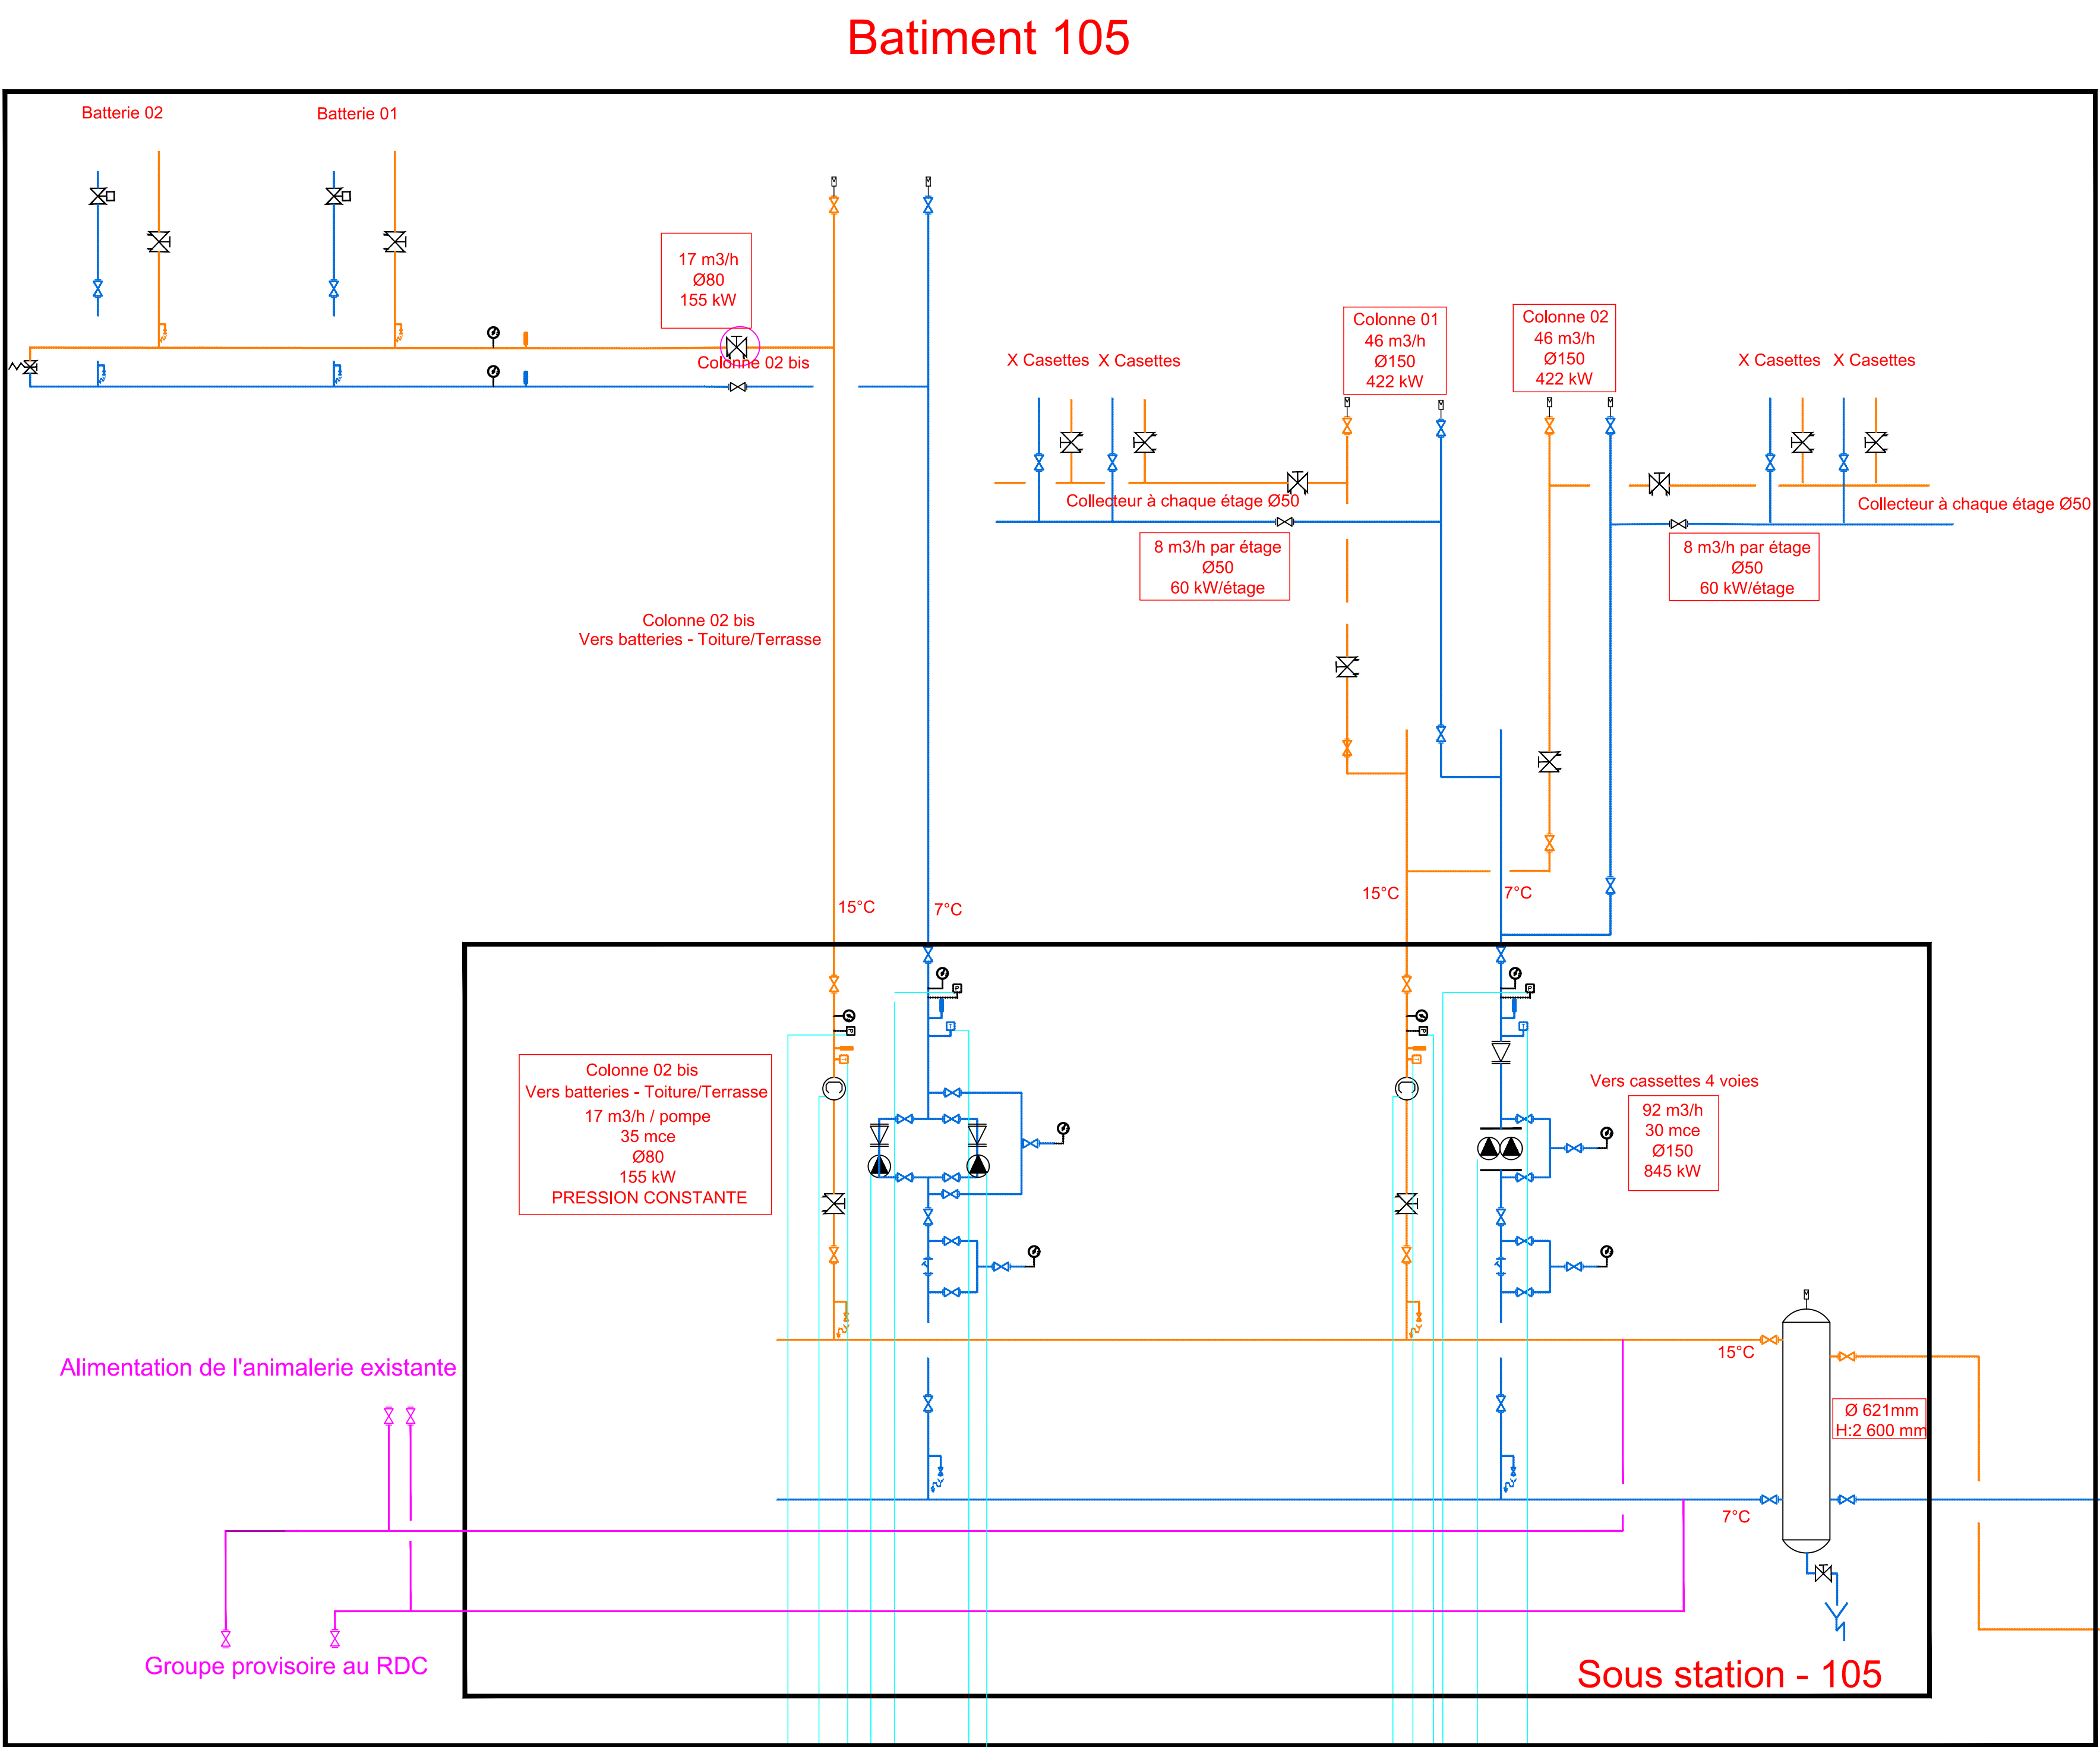 Batiment 105
Batterie 02
Batterie 01
17 m3/h
Ø80
155 kW
Colonne 02 bis
Colonne 01
46 m3/h
Ø150
422 kW
Colonne 02
46 m3/h
Ø150
422 kW
X Casettes
X Casettes
X Casettes
X Casettes
Collecteur à chaque étage Ø50
Collecteur à chaque étage Ø50
8 m3/h par étage
Ø50
60 kW/étage
8 m3/h par étage
Ø50
60 kW/étage
Colonne 02 bis
Vers batteries - Toiture/Terrasse
15°C
7°C
15°C
7°C
P
P
T
P
P
T
Colonne 02 bis
Vers batteries - Toiture/Terrasse
17 m3/h / pompe
35 mce
Ø80
155 kW
PRESSION CONSTANTE
Vers cassettes 4 voies
92 m3/h
30 mce
Ø150
845 kW
15°C
Ø 621mm
H:2 600 mm
7°C
Alimentation de l'animalerie existante
Groupe provisoire au RDC
Sous station - 105